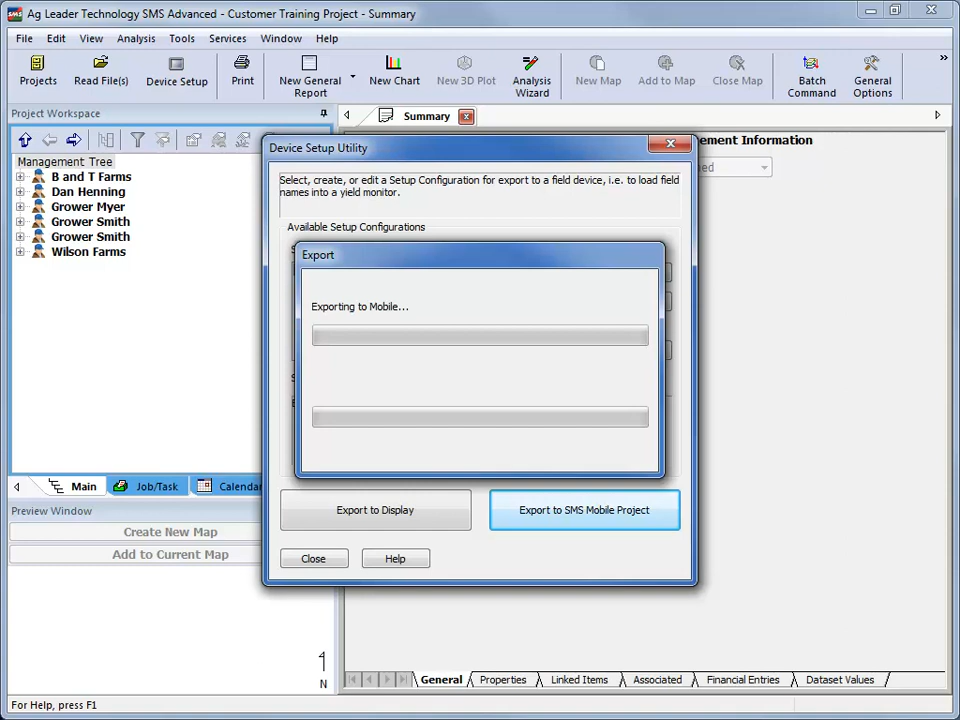 SMS Ag Leader Technology SMS Advanced - Customer Training Project - Summary
File Edit View Analysis Tools Services Window Help
Projects Read File(s) Device Setup Print New General Report New Chart New 3D Plot Analysis Wizard New Map Add to Map Close Map Batch Command General Options
Project Workspace
Summary
Management Tree
B and T Farms
Dan Henning
Grower Myer
Grower Smith
Grower Smith
Wilson Farms
Main Job/Task Calendar
Preview Window
Create New Map
Add to Current Map
N
ement Information
ed
Device Setup Utility
Select, create, or edit a Setup Configuration for export to a field device, i.e. to load field
names into a yield monitor.
Available Setup Configurations
Export
Exporting to Mobile...
Export to Display Export to SMS Mobile Project
Close Help
General Properties Linked Items Associated Financial Entries Dataset Values
For Help, press F1